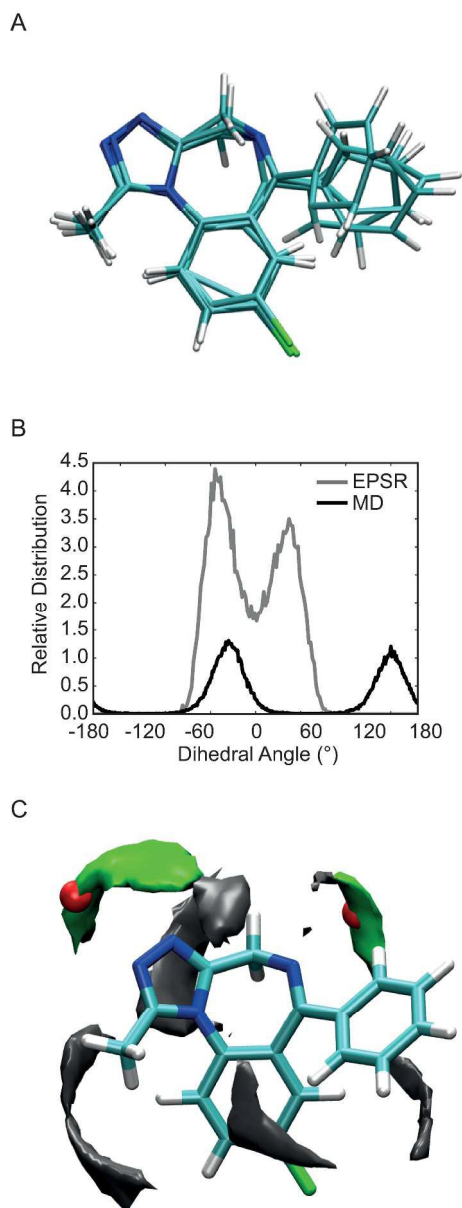 A
B
4.5
4.0
3.5
3.0
2.5
2.0
1.5
1.0
0.5
0.0
Relative Distribution
EPSR
MD
-180 -120 -60 0 60 120 180
Dihedral Angle (°)
C